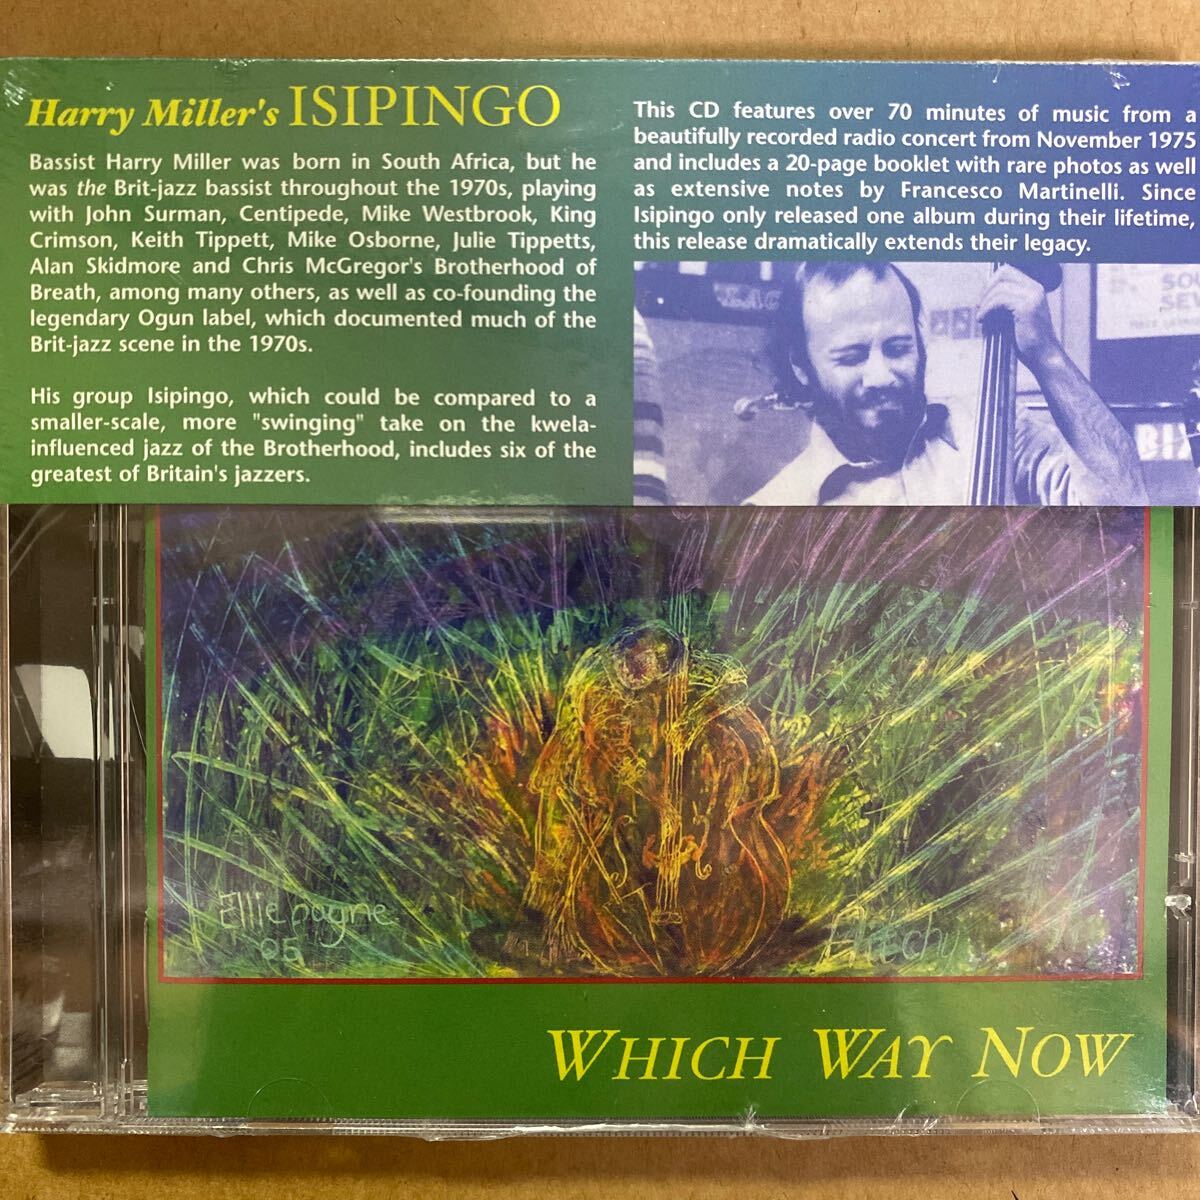 Harry Miller's ISIPINGO
Bassist Harry Miller was born in South Africa, but he
was the Brit-jazz bassist throughout the 1970s, playing
with John Surman, Centipede, Mike Westbrook, King
Crimson, Keith Tippett, Mike Osborne, Julie Tippetts,
Alan Skidmore and Chris McGregor's Brotherhood of
Breath, among many others, as well as co-founding the
legendary Ogun label, which documented much of the
Brit-jazz scene in the 1970s.
His group Isipingo, which could be compared to a
smaller-scale, more "swinging" take on the kwela-
influenced jazz of the Brotherhood, includes six of the
greatest of Britain's jazzers.
This CD features over 70 minutes of music from a
beautifully recorded radio concert from November 1975
and includes a 20-page booklet with rare photos as well
as extensive notes by Francesco Martinelli. Since
Isipingo only released one album during their lifetime,
this release dramatically extends their legacy.
Ellie payne
05
WHICH WAY NOW